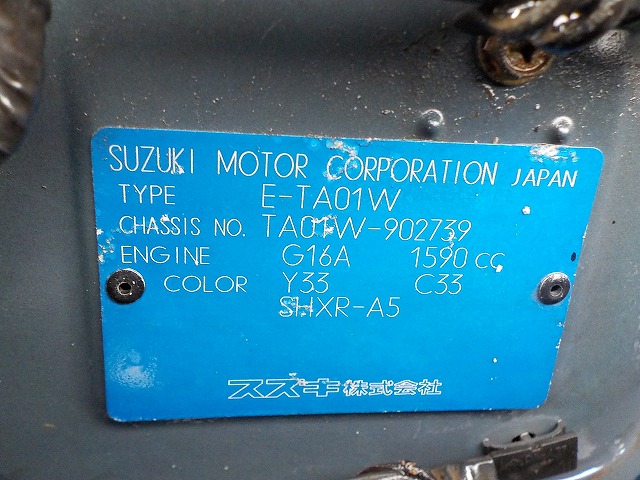 SUZUKI MOTOR CORPORATION JAPAN
TYPE E-TA01W
CHASSIS NO. TA01W-902739
ENGINE G16A 1590 cc
COLOR Y33 C33
SHXR-A5
スズキ株式会社